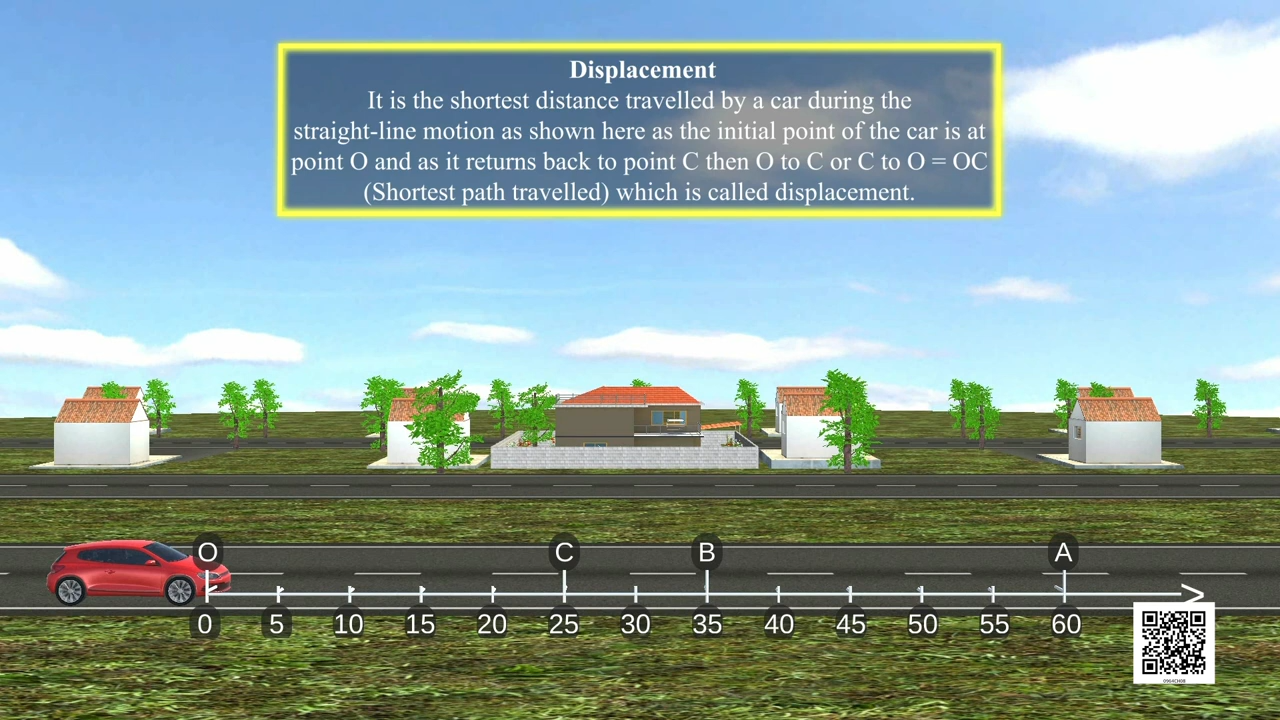 Displacement
It is the shortest distance travelled by a car during the
straight-line motion as shown here as the initial point of the car is at
point O and as it returns back to point C then O to C or C to O = OC
(Shortest path travelled) which is called displacement.
O C B A
0 5 10 15 20 25 30 35 40 45 50 55 60
0964CH08